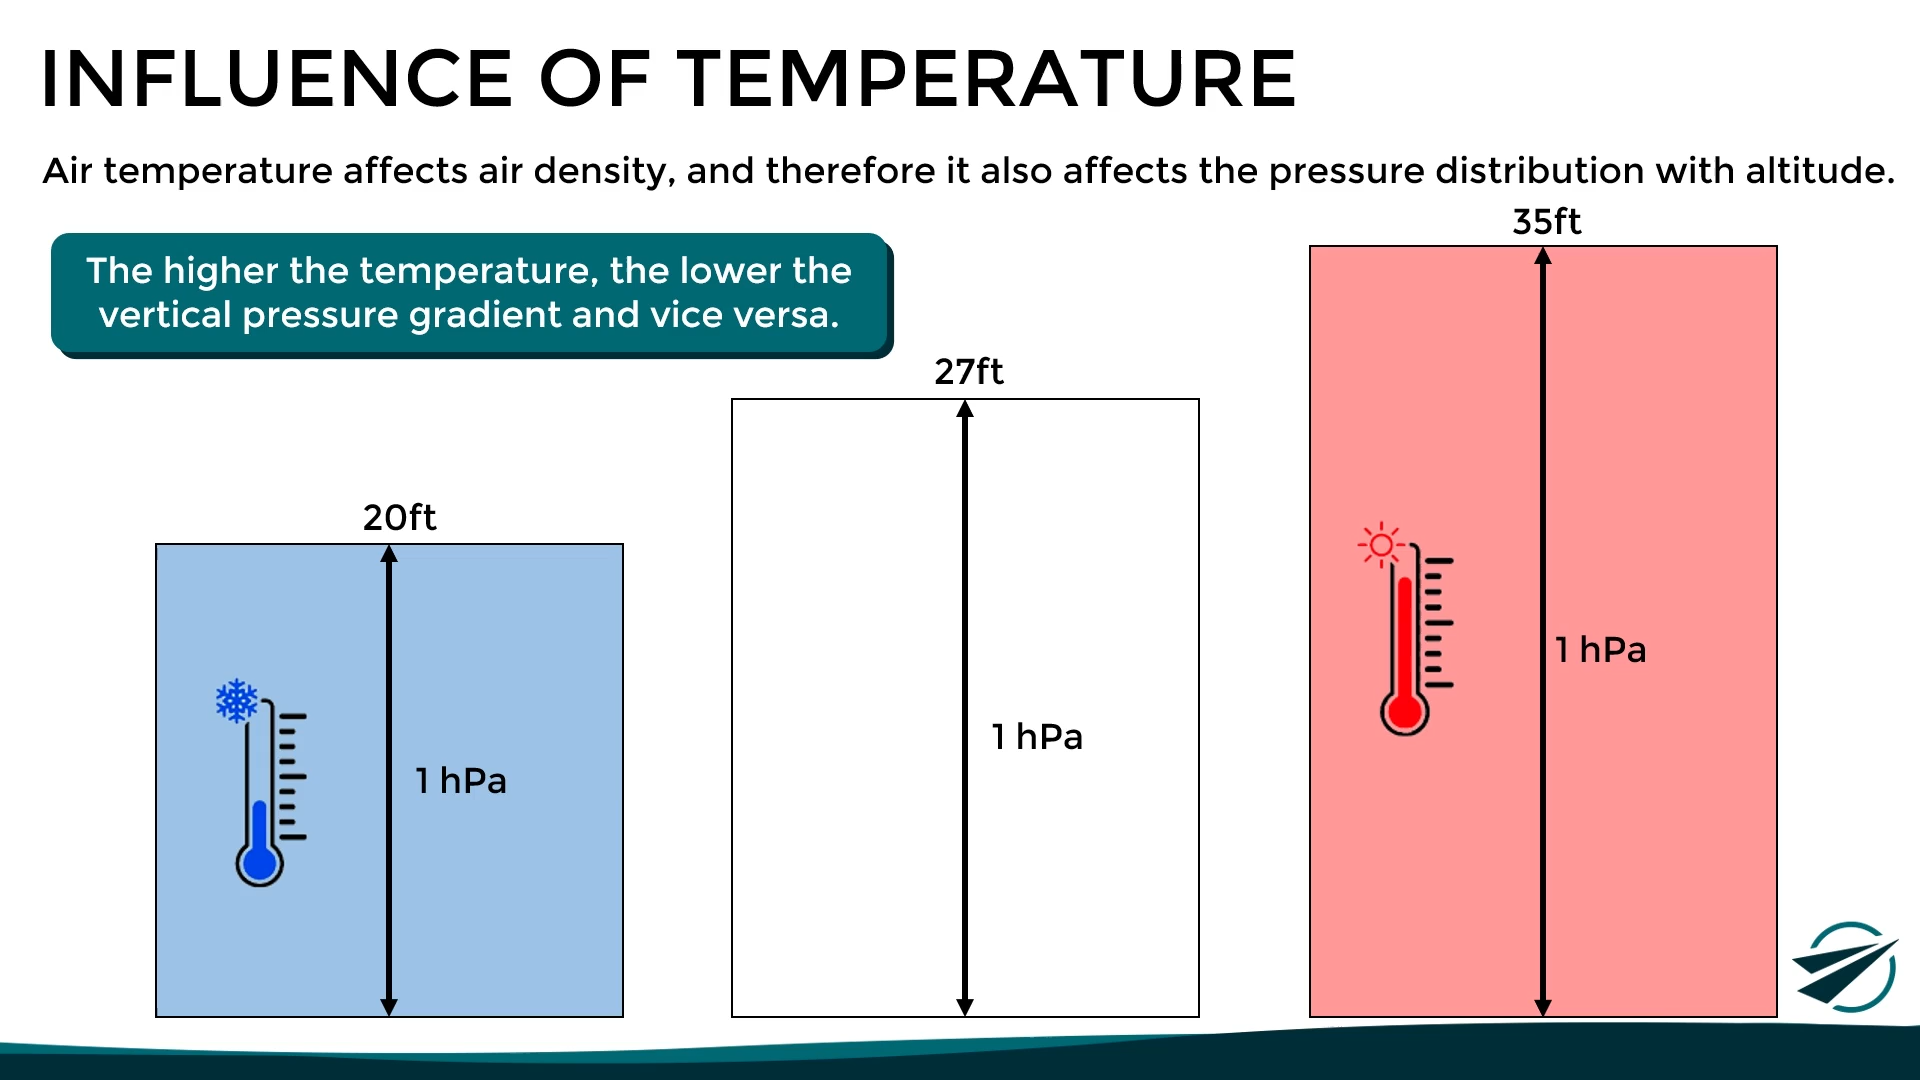 INFLUENCE OF TEMPERATURE
Air temperature affects air density, and therefore it also affects the pressure distribution with altitude.
The higher the temperature, the lower the
vertical pressure gradient and vice versa.
20ft
1 hPa
27ft
1 hPa
35ft
1 hPa